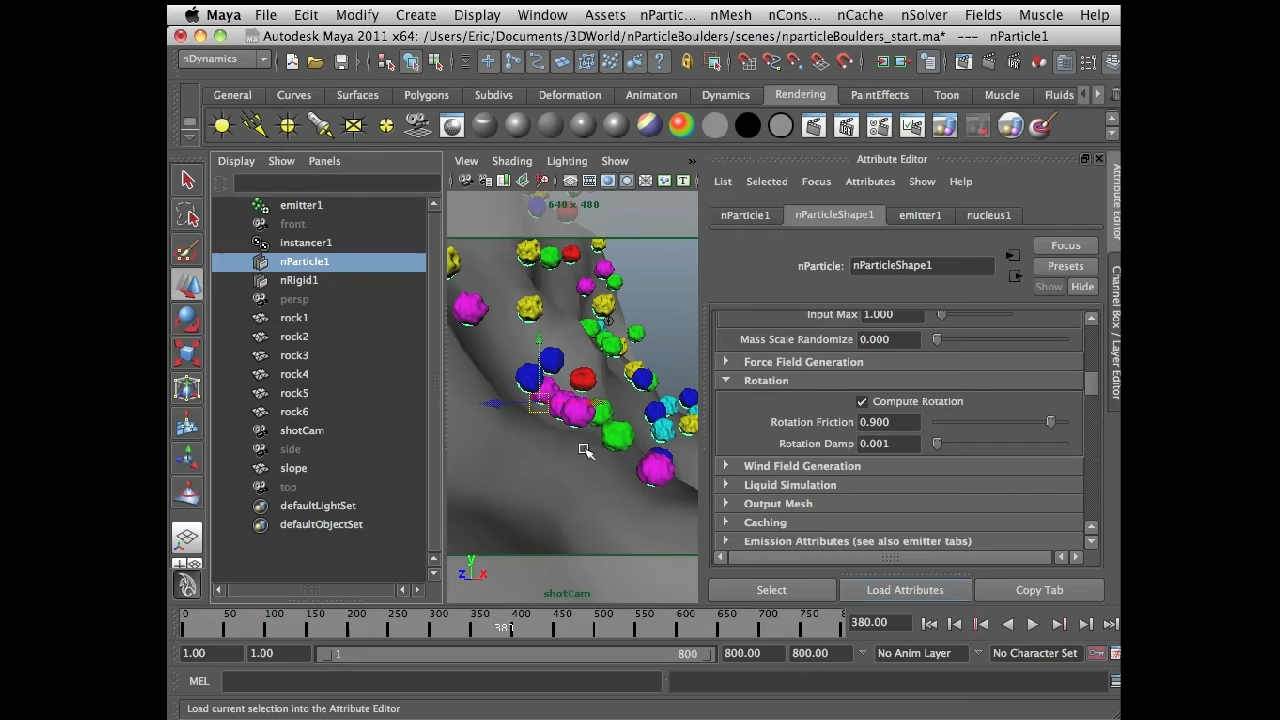 Maya File Edit Modify Create Display Window Assets nPartic... nMesh nCons... nCache nSolver Fields Muscle Help
Autodesk Maya 2011 x64: /Users/Eric/Documents/3DWorld/nParticleBoulders/scenes/nparticleBoulders_start.ma* --- nParticle1
nDynamics
General Curves Surfaces Polygons Subdivs Deformation Animation Dynamics Rendering PaintEffects Toon Muscle Fluids
Display Show Panels
View Shading Lighting Show »
640 x 480
shotCam
y
z x
emitter1
front
instancer1
nParticle1
nRigid1
persp
rock1
rock2
rock3
rock4
rock5
rock6
shotCam
side
slope
top
defaultLightSet
defaultObjectSet
Attribute Editor
List Selected Focus Attributes Show Help
nParticle1 nParticleShape1 emitter1 nucleus1
nParticle: nParticleShape1
Focus
Presets
Show Hide
Input Max 1.000
Mass Scale Randomize 0.000
Force Field Generation
Rotation
Compute Rotation
Rotation Friction 0.900
Rotation Damp 0.001
Wind Field Generation
Liquid Simulation
Output Mesh
Caching
Emission Attributes (see also emitter tabs)
Select Load Attributes Copy Tab
Attribute Editor
Channel Box / Layer Editor
0 50 100 150 200 250 300 350 400 450 500 550 600 650 700 750 8
380
380.00
1.00 1.00 1 800 800.00 800.00 No Anim Layer No Character Set
MEL
Load current selection into the Attribute Editor